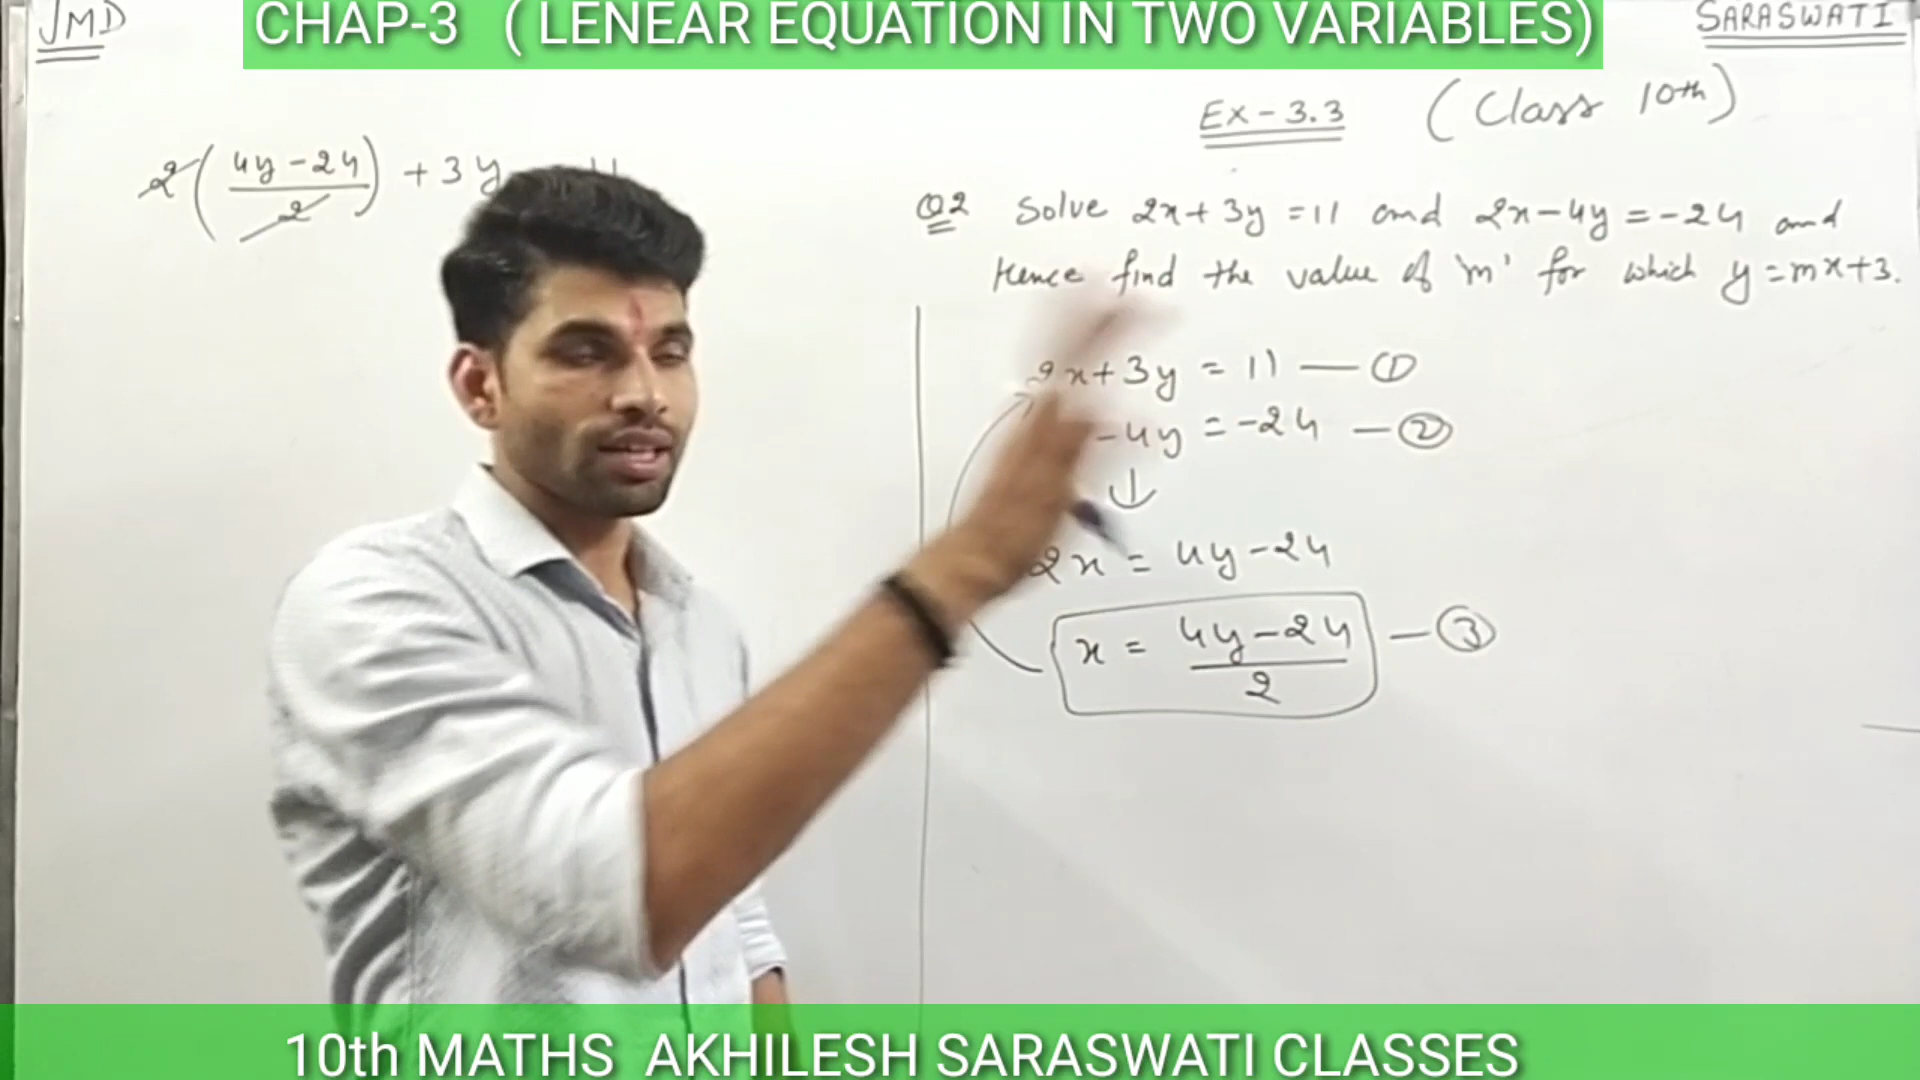 CHAP-3 ( LENEAR EQUATION IN TWO VARIABLES)
JMD
SARASWATI
Ex-3.3 (Class 10th)
2(4y-24/2) + 3y 11
Q2 Solve 2x+3y=11 and 2x-4y=-24 and
Hence find the value of 'm' for which y=mx+3.
2x+3y = 11 — ①
-4y = -24 — ②
↓
2x = 4y-24
x = 4y-24/2 — ③
10th MATHS AKHILESH SARASWATI CLASSES